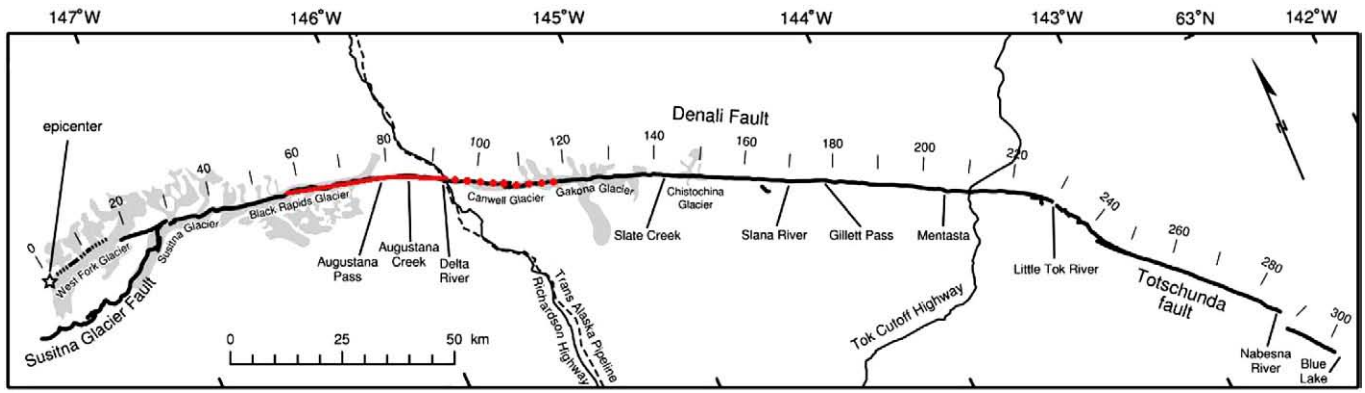 147°W 146°W 145°W 144°W 143°W 63°N 142°W
epicenter
Denali Fault
N
0 20 40 60 80 100 120 140 160 180 200 220 240 260 280 300
West Fork Glacier
Susitna Glacier
Black Rapids Glacier
Canwell Glacier
Gakona Glacier
Chistochina
Glacier
Susitna Glacier Fault
Augustana
Pass
Augustana
Creek
Delta
River
Slate Creek
Slana River
Gillett Pass
Mentasta
Little Tok River
Totschunda
fault
Trans Alaska Pipeline
Richardson Highway
Tok Cutoff Highway
Nabesna
River
Blue
Lake
0 25 50 km